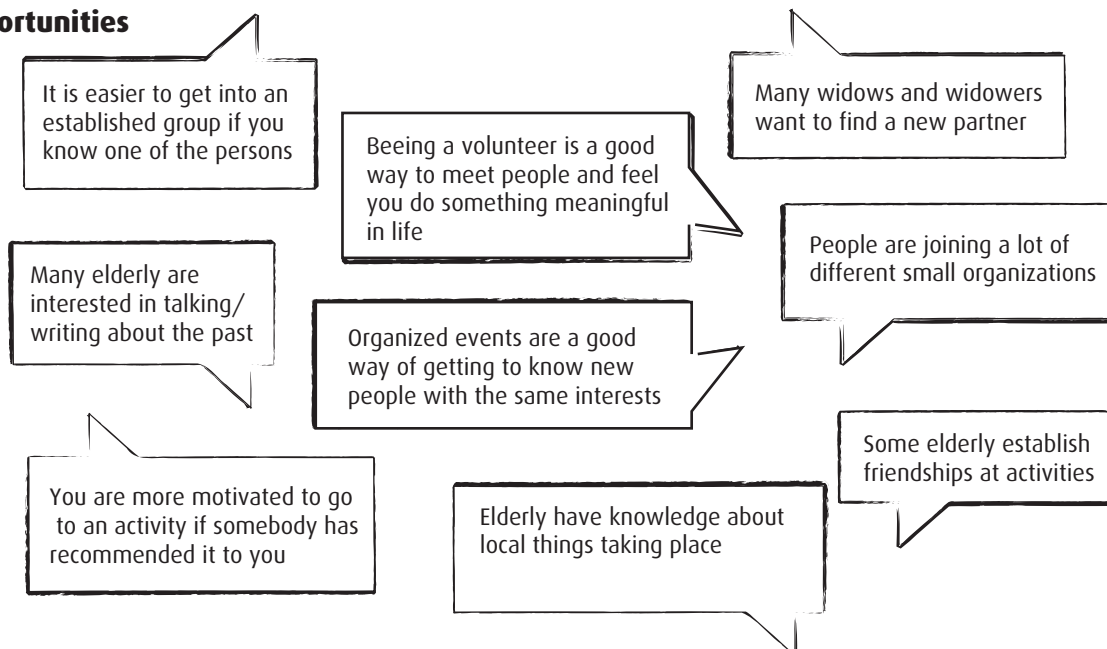 ortunities
It is easier to get into an
established group if you
know one of the persons
Many widows and widowers
want to find a new partner
Beeing a volunteer is a good
way to meet people and feel
you do something meaningful
in life
People are joining a lot of
different small organizations
Many elderly are
interested in talking/
writing about the past
Organized events are a good
way of getting to know new
people with the same interests
Some elderly establish
friendships at activities
You are more motivated to go
to an activity if somebody has
recommended it to you
Elderly have knowledge about
local things taking place